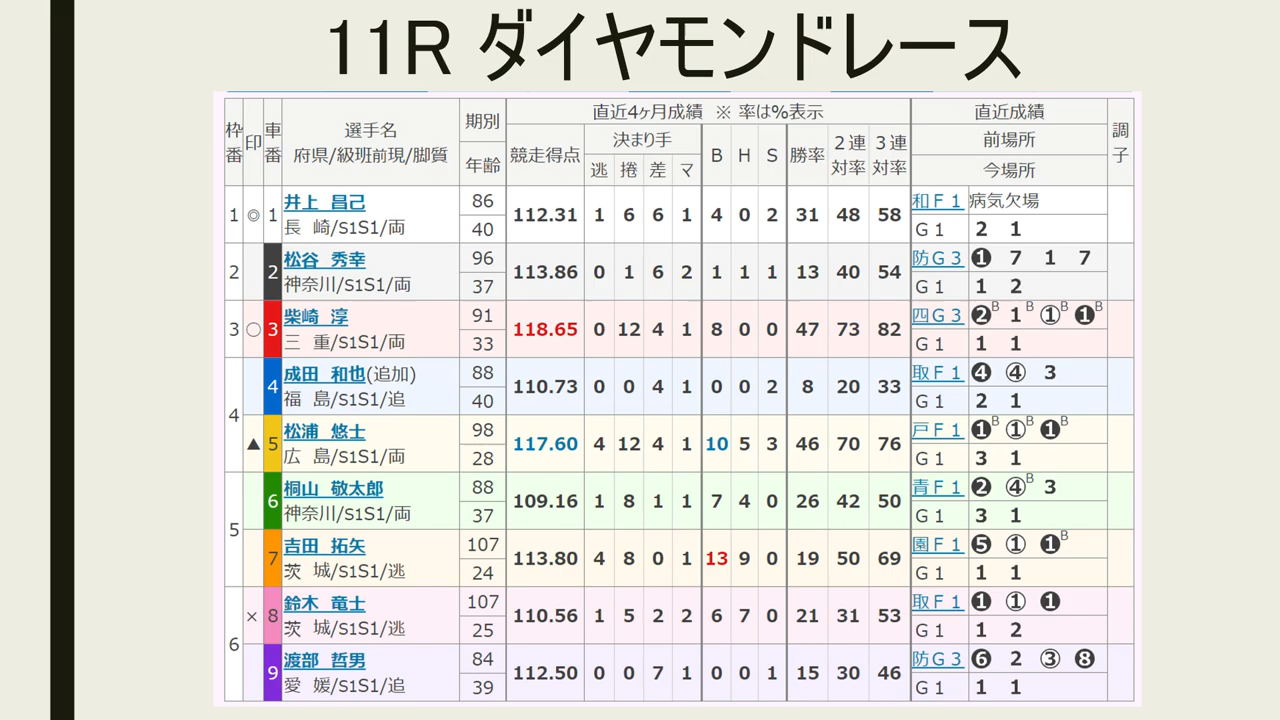 11R ダイヤモンドレース
枠番 印 車番 選手名 府県/級班前現/脚質 期別 年齢 直近4ヶ月成績 ※ 率は%表示 直近成績 調子
競走得点 決まり手 B H S 勝率 2連対率 3連対率 前場所 今場所
逃 捲 差 マ
1 ◎ 1 井上 昌己 86 112.31 1 6 6 1 4 0 2 31 48 58 和F1 病気欠場
長 崎/S1S1/両 40 G1 2 1
2 2 松谷 秀幸 96 113.86 0 1 6 2 1 1 1 13 40 54 防G3 ❶ 7 1 7
神奈川/S1S1/両 37 G1 1 2
3 ○ 3 柴崎 淳 91 118.65 0 12 4 1 8 0 0 47 73 82 四G3 ❷B 1B ①B ❶B
三 重/S1S1/両 33 G1 1 1
4 4 成田 和也(追加) 88 110.73 0 0 4 1 0 0 2 8 20 33 取F1 ❹ ④ 3
福 島/S1S1/追 40 G1 2 1
▲ 5 松浦 悠士 98 117.60 4 12 4 1 10 5 3 46 70 76 戸F1 ❶B ①B ❶B
広 島/S1S1/両 28 G1 3 1
5 6 桐山 敬太郎 88 109.16 1 8 1 1 7 4 0 26 42 50 青F1 ❷ ④B 3
神奈川/S1S1/両 37 G1 3 1
7 吉田 拓矢 107 113.80 4 8 0 1 13 9 0 19 50 69 園F1 ❺ ① ❶B
茨 城/S1S1/逃 24 G1 1 1
6 × 8 鈴木 竜士 107 110.56 1 5 2 2 6 7 0 21 31 53 取F1 ❶ ① ❶
茨 城/S1S1/逃 25 G1 1 2
9 渡部 哲男 84 112.50 0 0 7 1 0 0 1 15 30 46 防G3 ❻ 2 ③ ❽
愛 媛/S1S1/追 39 G1 1 1